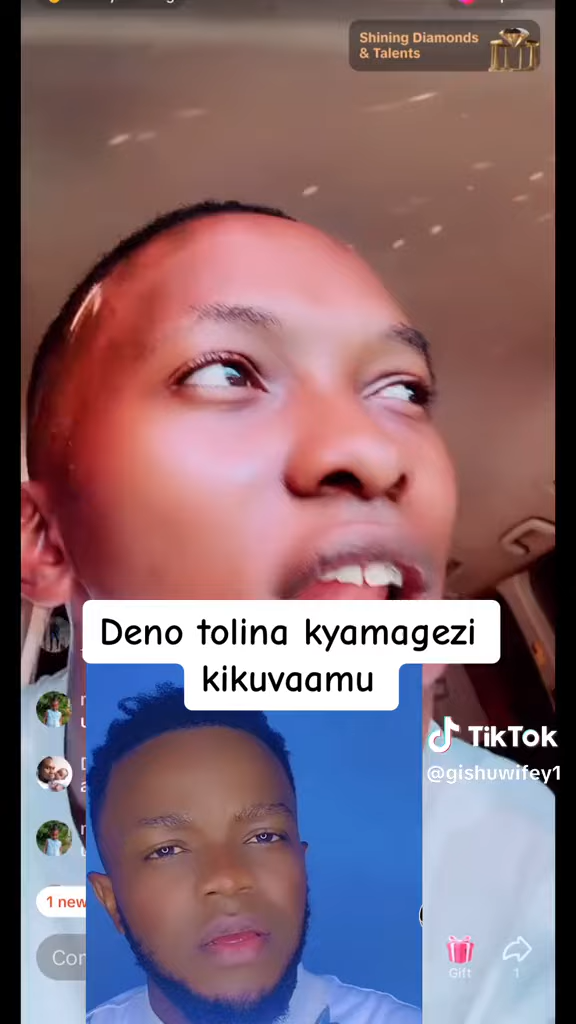 Shining Diamonds
& Talents
Deno tolina kyamagezi
kikuvaamu
TikTok
@gishuwifey1
1 new
Gift
1